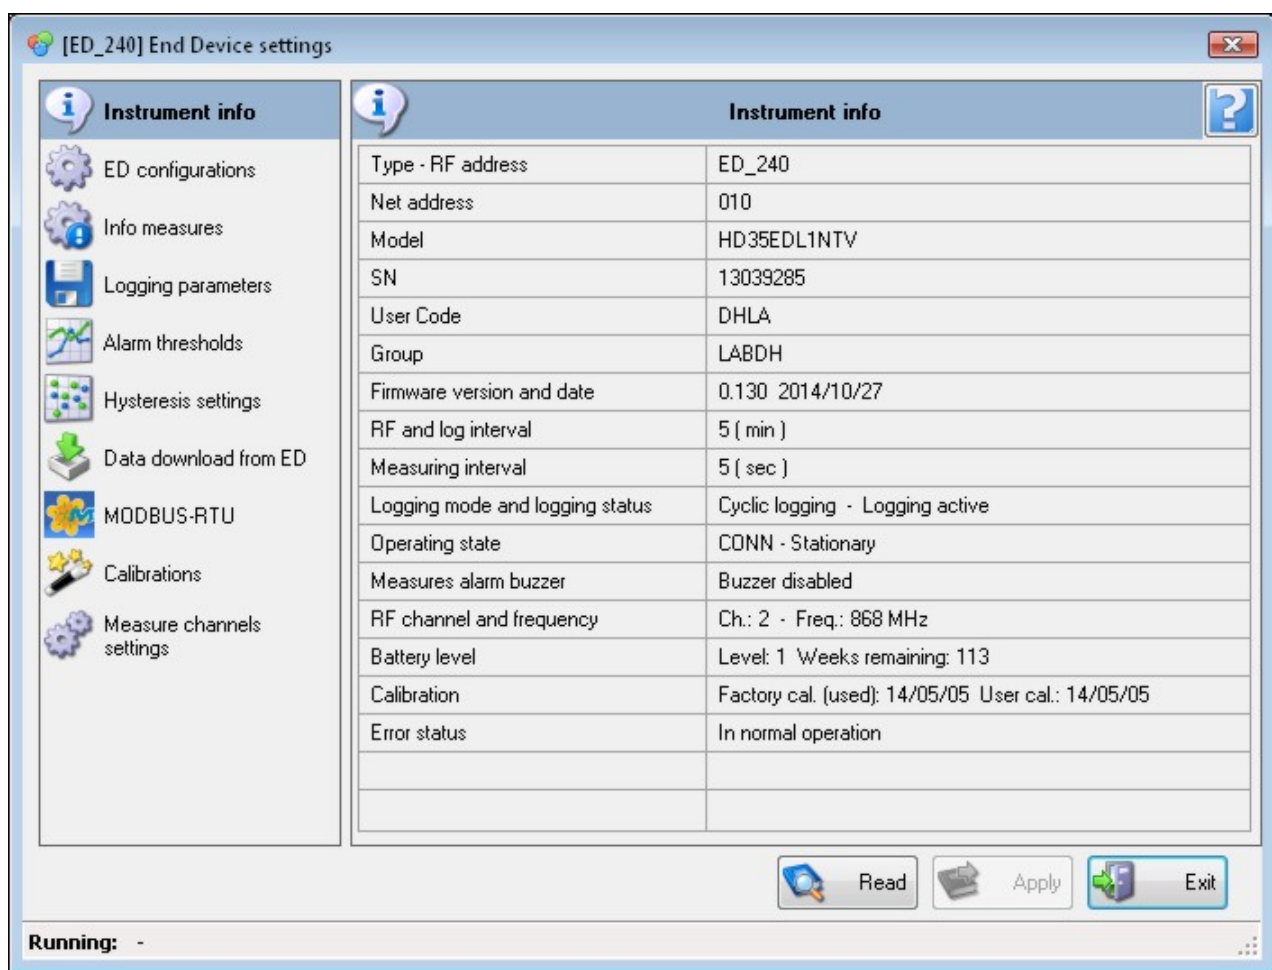 [ED_240] End Device settings
Instrument info
ED configurations
Info measures
Logging parameters
Alarm thresholds
Hysteresis settings
Data download from ED
MODBUS-RTU
Calibrations
Measure channels
settings
Instrument info
Type - RF address ED_240
Net address 010
Model HD35EDL1NTV
SN 13039285
User Code DHLA
Group LABDH
Firmware version and date 0.130 2014/10/27
RF and log interval 5 ( min )
Measuring interval 5 ( sec )
Logging mode and logging status Cyclic logging - Logging active
Operating state CONN - Stationary
Measures alarm buzzer Buzzer disabled
RF channel and frequency Ch.: 2 - Freq.: 868 MHz
Battery level Level: 1 Weeks remaining: 113
Calibration Factory cal. (used): 14/05/05 User cal.: 14/05/05
Error status In normal operation
Read Apply Exit
Running: -